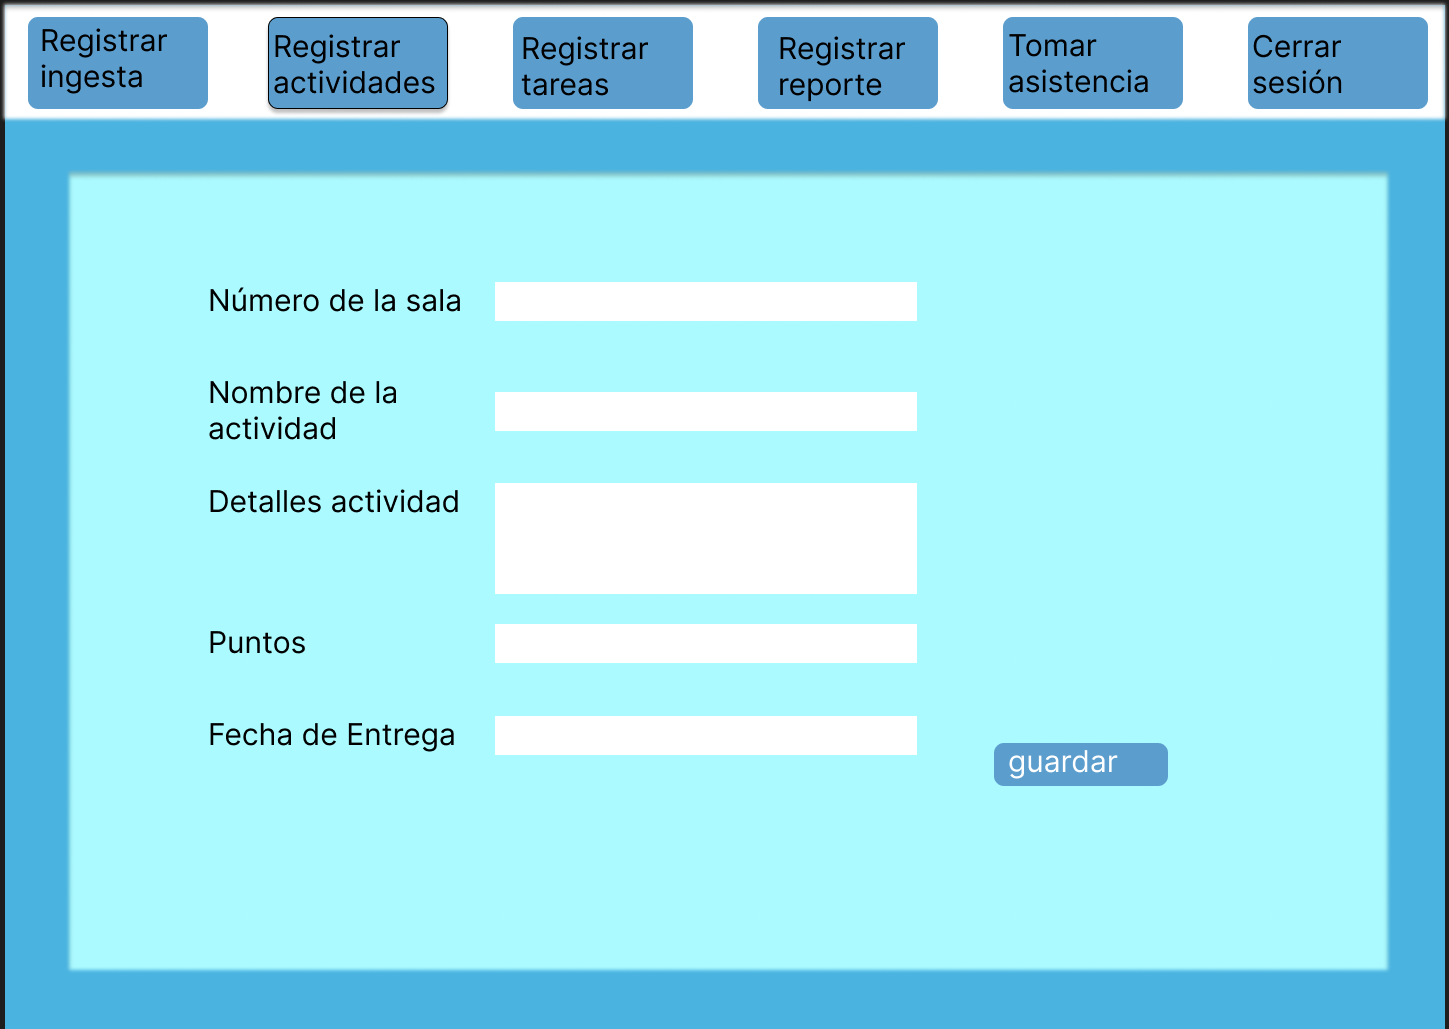 Registrar
ingesta
Registrar
actividades
Registrar
tareas
Registrar
reporte
Tomar
asistencia
Cerrar
sesión
Número de la sala
Nombre de la
actividad
Detalles actividad
Puntos
Fecha de Entrega
guardar